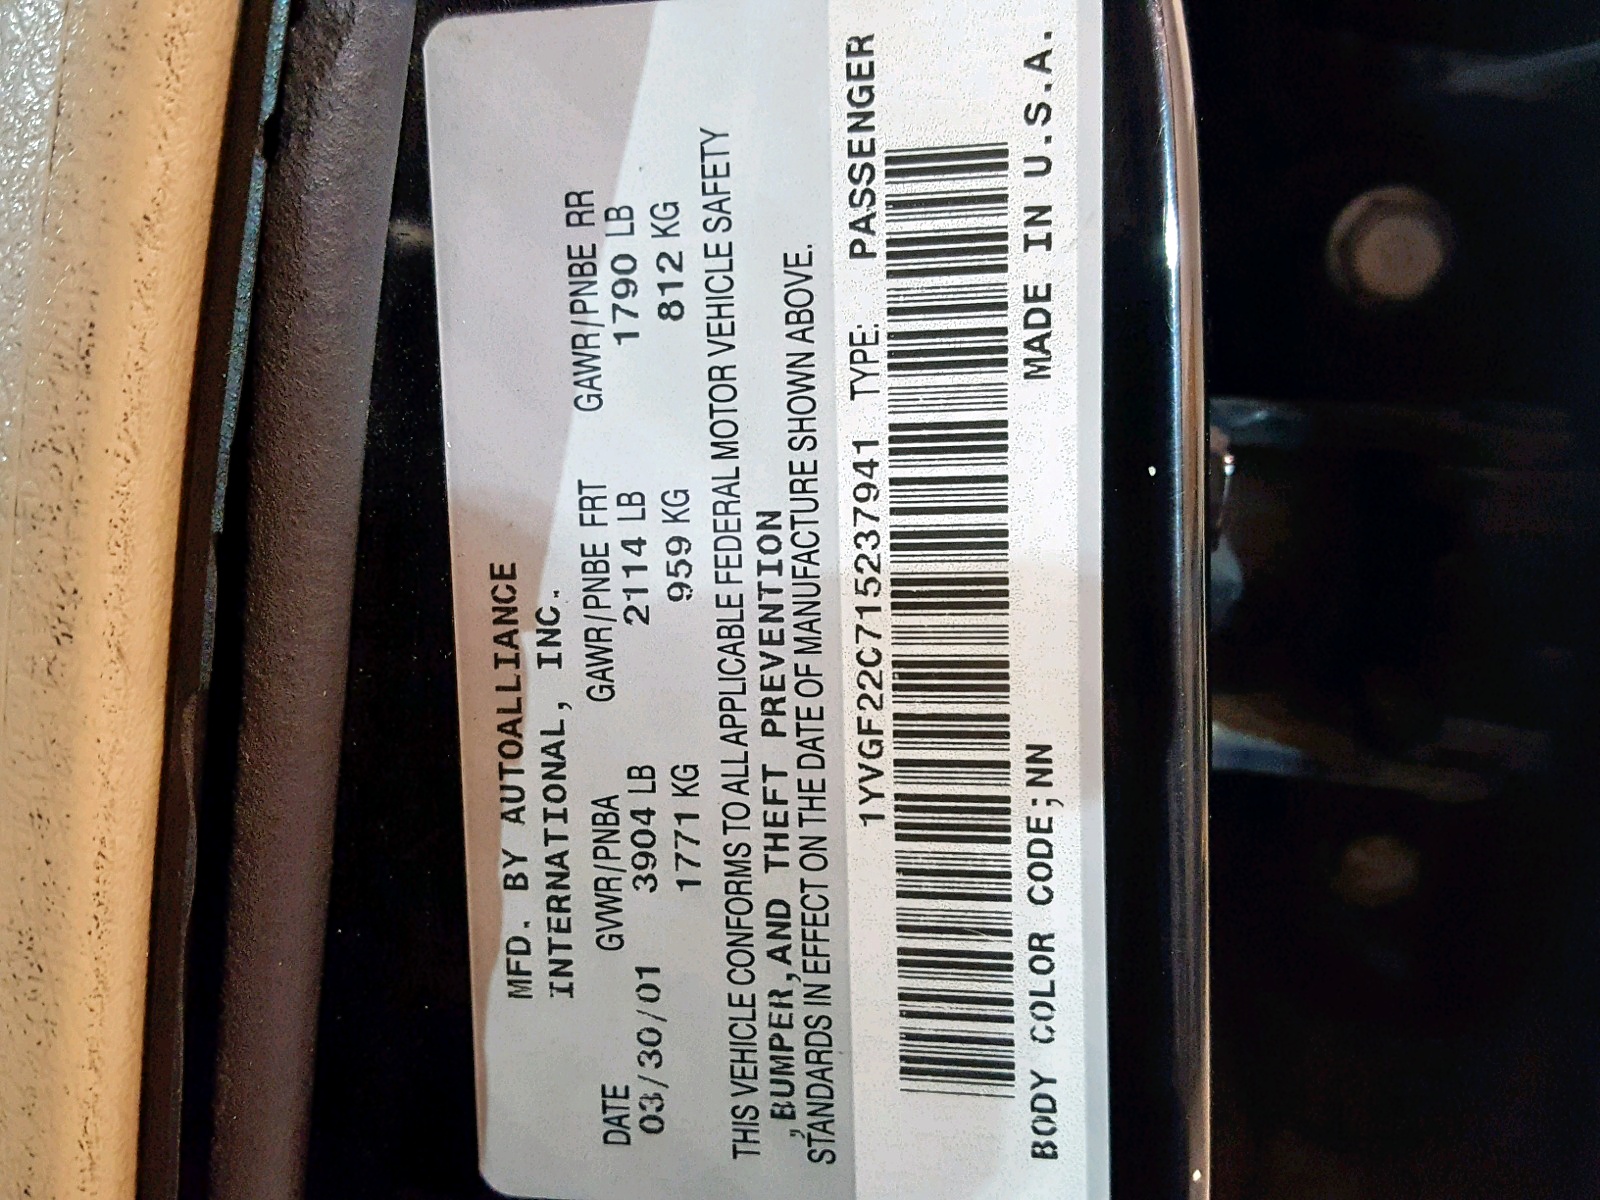 MFD. BY AUTOALLIANCE
INTERNATIONAL, INC.
DATE GVWR/PNBA GAWR/PNBE FRT GAWR/PNBE RR
03/30/01 3904 LB 2114 LB 1790 LB
1771 KG 959 KG 812 KG
THIS VEHICLE CONFORMS TO ALL APPLICABLE FEDERAL MOTOR VEHICLE SAFETY
,BUMPER,AND THEFT PREVENTION
STANDARDS IN EFFECT ON THE DATE OF MANUFACTURE SHOWN ABOVE.
1YVGF22C715237941 TYPE: PASSENGER
BODY COLOR CODE;NN MADE IN U.S.A.